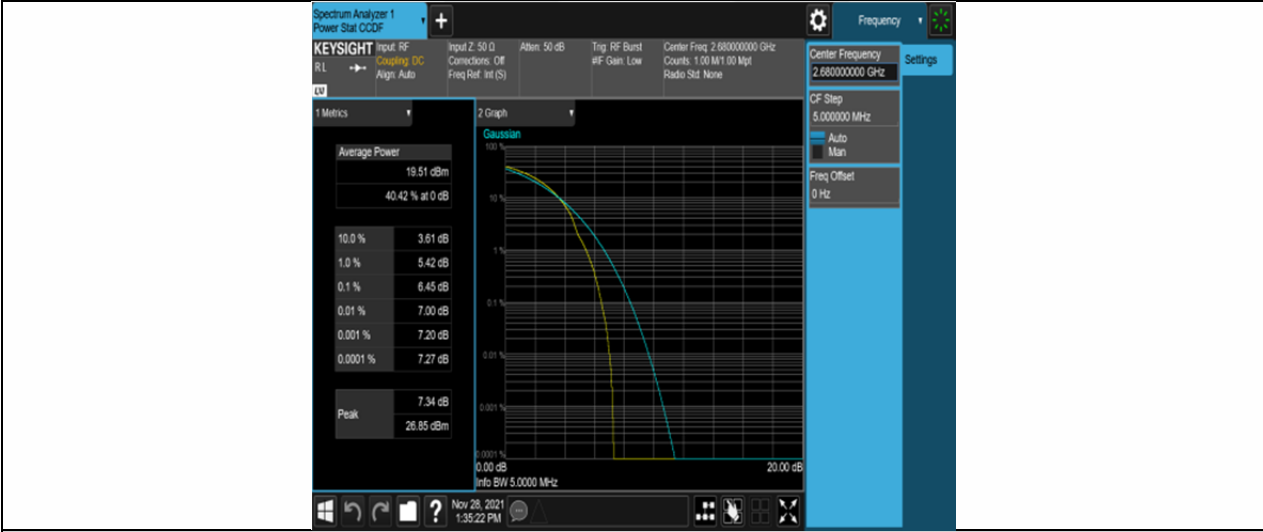 Spectrum Analyzer 1
Power Stat CCDF
+
Frequency
KEYSIGHT
RL
LV
Input: RF
Coupling: DC
Align: Auto
Input Z: 50 Ω
Corrections: Off
Freq Ref: Int (S)
Atten: 50 dB
Trig: RF Burst
#IF Gain: Low
Center Freq: 2.680000000 GHz
Counts: 1.00 M/1.00 Mpt
Radio Std: None
Center Frequency
2.680000000 GHz
Settings
CF Step
5.000000 MHz
Auto
Man
Freq Offset
0 Hz
1 Metrics
Average Power
19.51 dBm
40.42 % at 0 dB
10.0 % 3.61 dB
1.0 % 5.42 dB
0.1 % 6.45 dB
0.01 % 7.00 dB
0.001 % 7.20 dB
0.0001 % 7.27 dB
Peak
7.34 dB
26.85 dBm
2 Graph
Gaussian
100 %
10 %
1 %
0.1 %
0.01 %
0.001 %
0.0001 %
0.00 dB 20.00 dB
Info BW 5.0000 MHz
?
Nov 28, 2021
1:35:22 PM